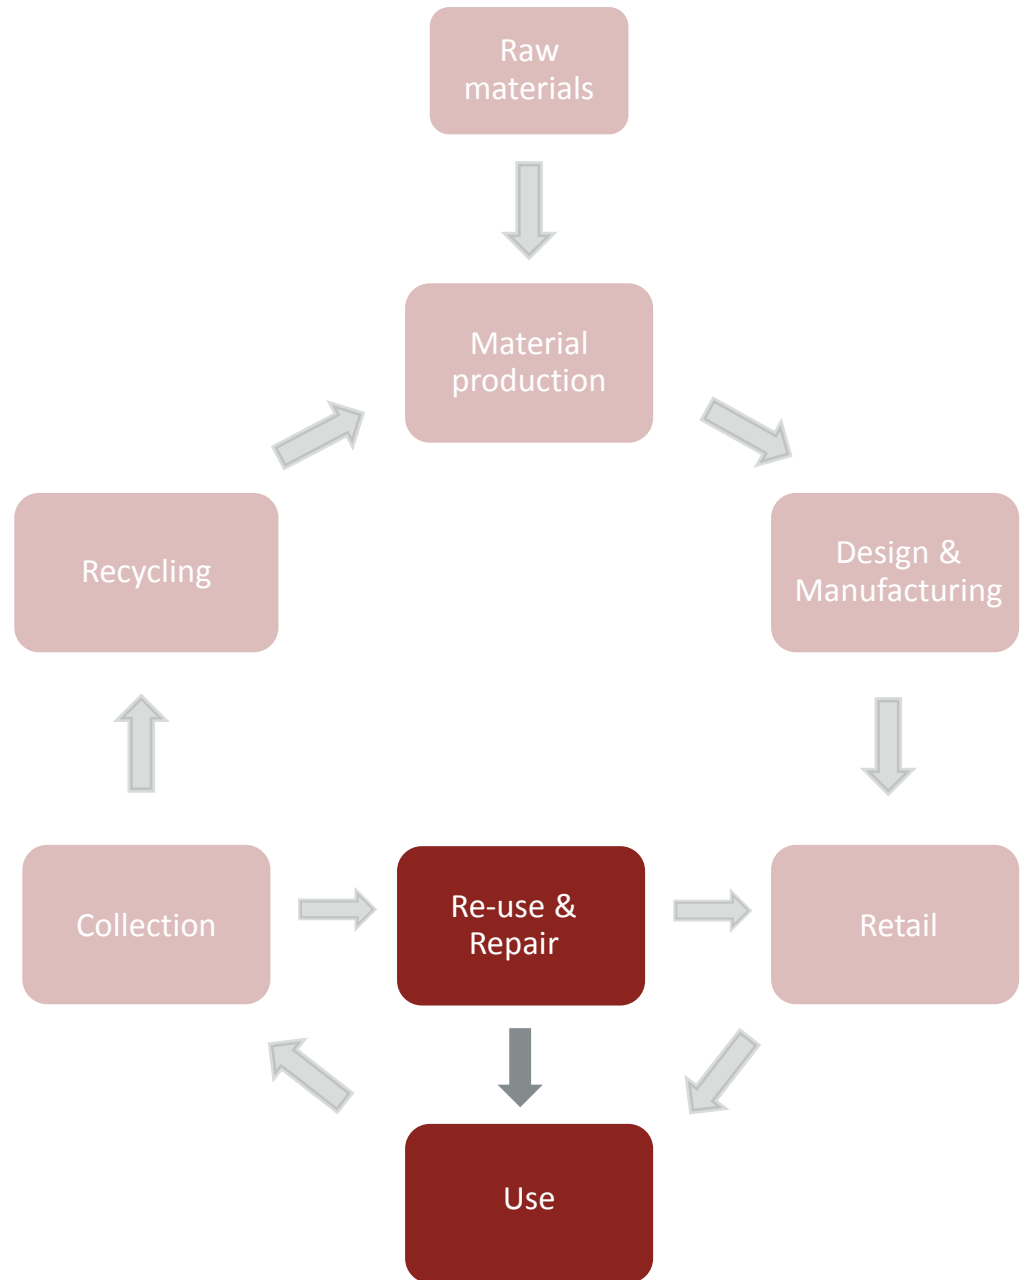 Raw
materials
Material
production
Recycling
Design &
Manufacturing
Collection
Re-use &
Repair
Retail
Use